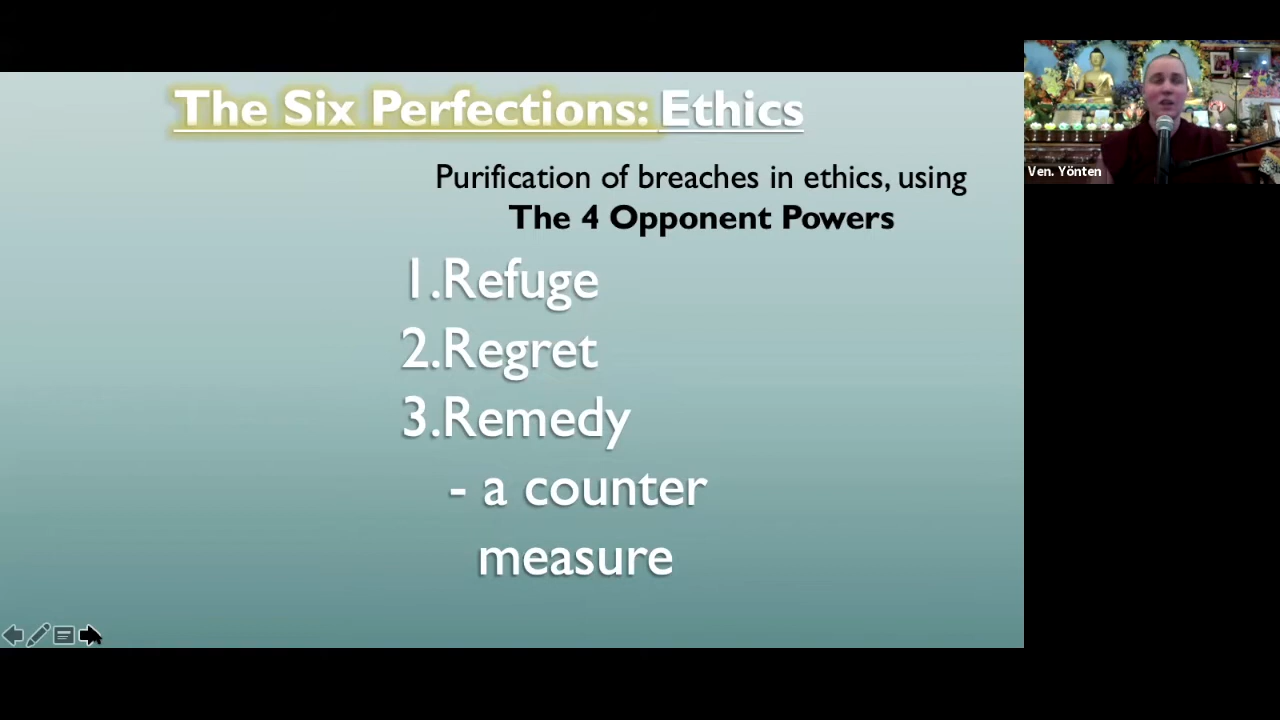 The Six Perfections: Ethics
Purification of breaches in ethics, using
The 4 Opponent Powers
1.Refuge
2.Regret
3.Remedy
- a counter
measure
Ven. Yönten